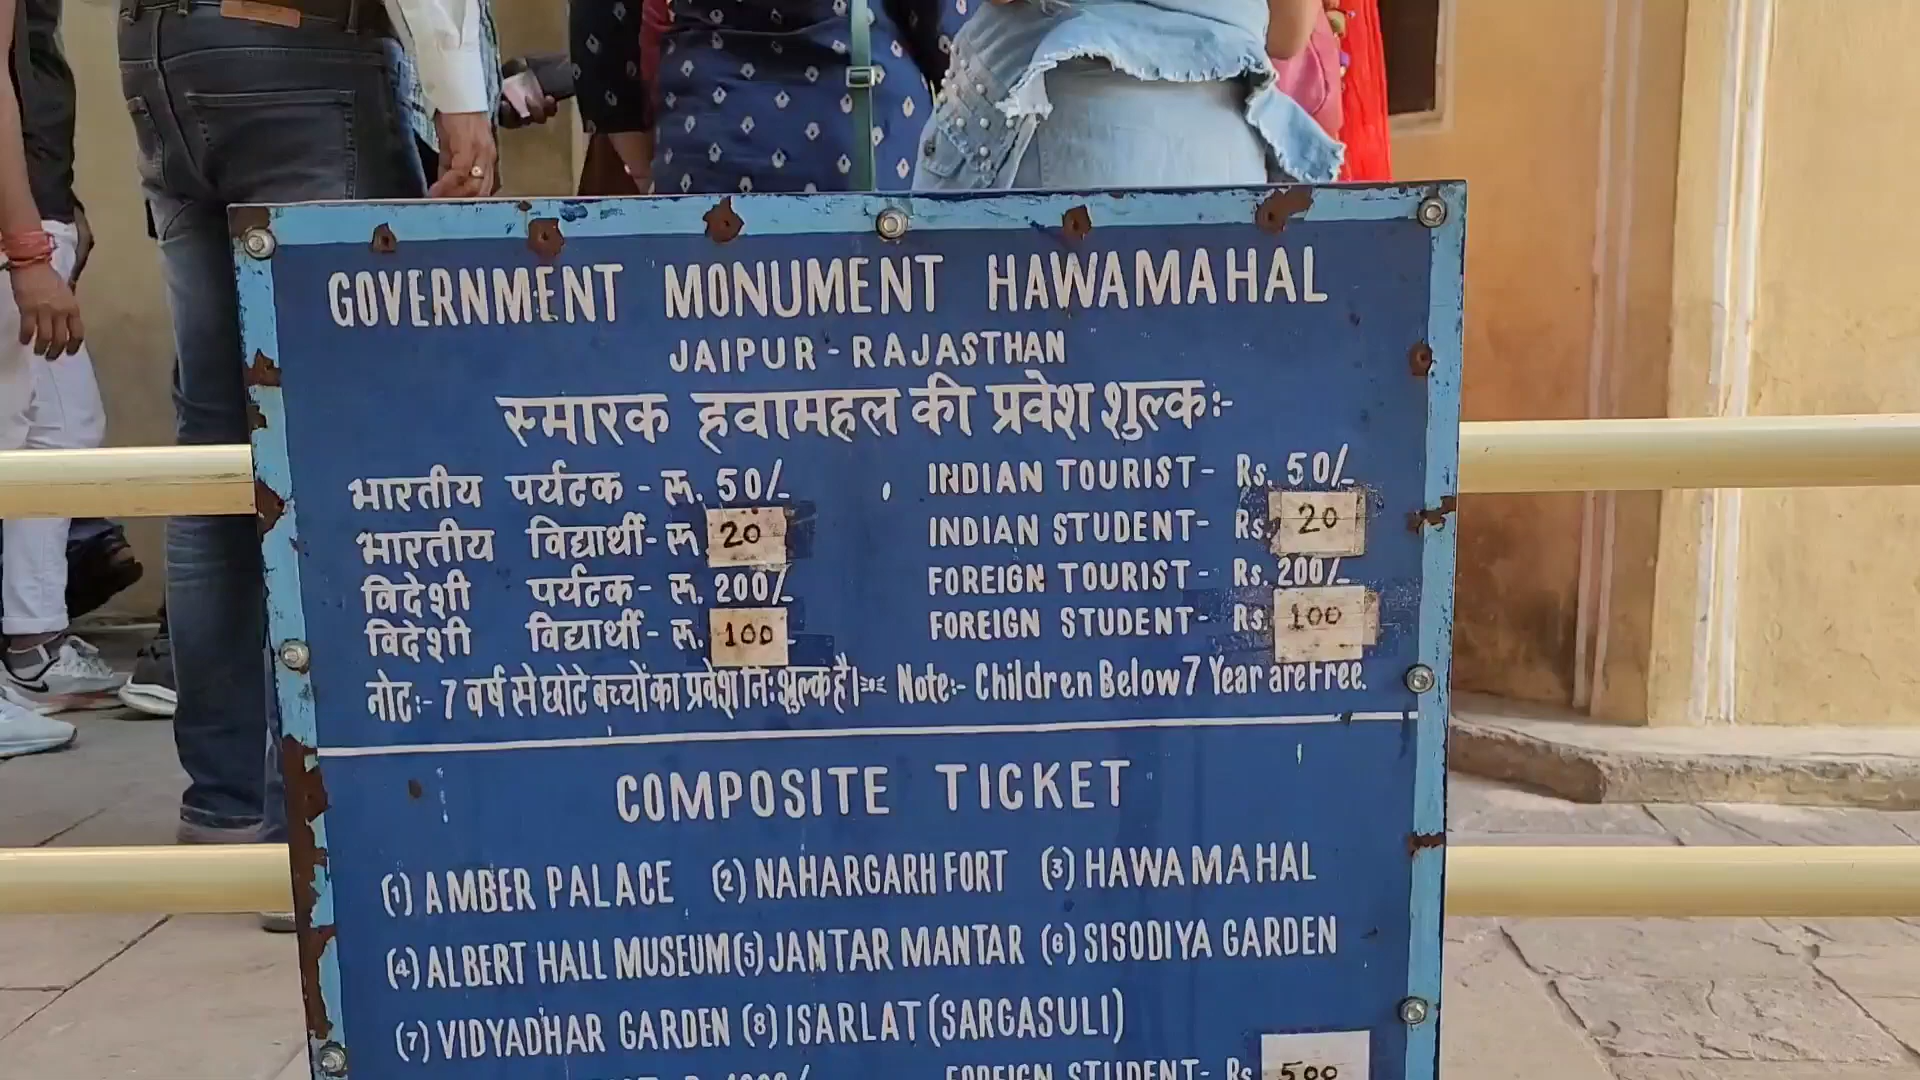 GOVERNMENT MONUMENT HAWAMAHAL
JAIPUR - RAJASTHAN
स्मारक हवामहल की प्रवेश शुल्क:-
भारतीय पर्यटक - रू. 50/- INDIAN TOURIST - Rs. 50/-
भारतीय विद्यार्थी - रू 20 INDIAN STUDENT - Rs. 20
विदेशी पर्यटक - रू. 200/- FOREIGN TOURIST - Rs. 200/-
विदेशी विद्यार्थी - रू. 100 FOREIGN STUDENT - Rs. 100
नोट:- 7 वर्ष से छोटे बच्चों का प्रवेश नि:शुल्क है। Note:- Children Below 7 Year are Free.
COMPOSITE TICKET
(1) AMBER PALACE (2) NAHARGARH FORT (3) HAWA MAHAL
(4) ALBERT HALL MUSEUM (5) JANTAR MANTAR (6) SISODIYA GARDEN
(7) VIDYADHAR GARDEN (8) ISARLAT (SARGASULI)
FOREIGN STUDENT - Rs 500